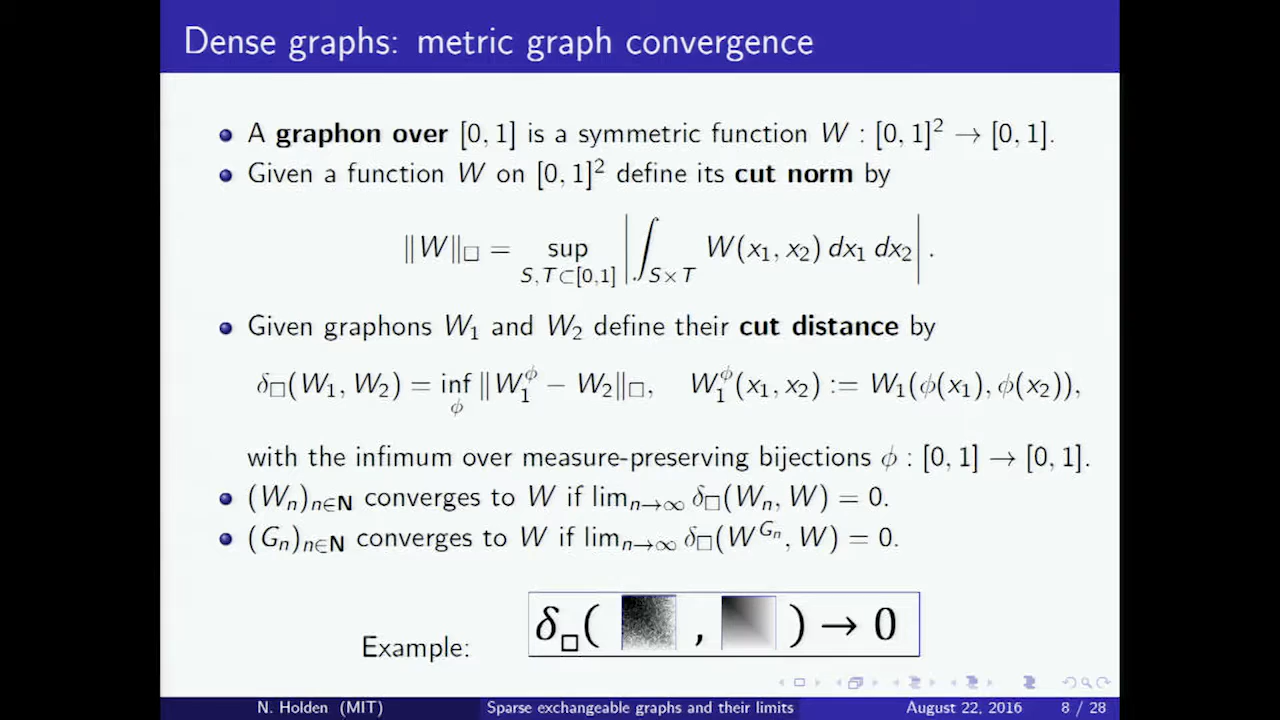 Dense graphs: metric graph convergence
A graphon over [0, 1] is a symmetric function W : [0, 1]² → [0, 1].
Given a function W on [0, 1]² define its cut norm by
‖W‖□ = sup_{S,T⊂[0,1]} | ∫_{S×T} W(x₁, x₂) dx₁ dx₂ | .
Given graphons W₁ and W₂ define their cut distance by
δ□(W₁, W₂) = inf_ϕ ‖W₁^ϕ − W₂‖□,   W₁^ϕ(x₁, x₂) := W₁(ϕ(x₁), ϕ(x₂)),
with the infimum over measure-preserving bijections ϕ : [0, 1] → [0, 1].
(Wₙ)_{n∈N} converges to W if lim_{n→∞} δ□(Wₙ, W) = 0.
(Gₙ)_{n∈N} converges to W if lim_{n→∞} δ□(W^{Gₙ}, W) = 0.
Example: δ□( , ) → 0
N. Holden (MIT) Sparse exchangeable graphs and their limits August 22, 2016 8 / 28